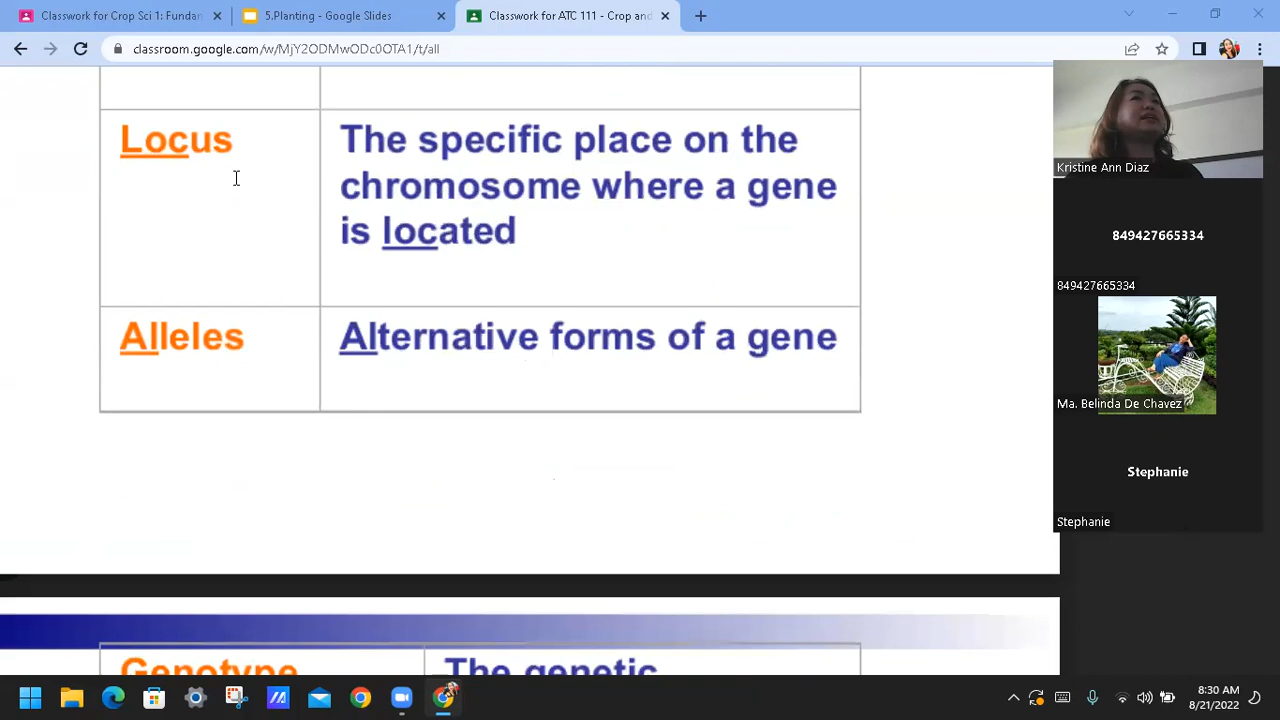 Classwork for Crop Sci 1: Funda
5.Planting - Google Slides
Classwork for ATC 111 - Crop and
classroom.google.com/w/MjY2ODMwODc0OTA1/t/all
Locus
The specific place on the
chromosome where a gene
is located
Alleles
Alternative forms of a gene
Genotype
The genetic
Kristine Ann Diaz
849427665334
849427665334
Ma. Belinda De Chavez
Stephanie
Stephanie
8:30 AM
8/21/2022